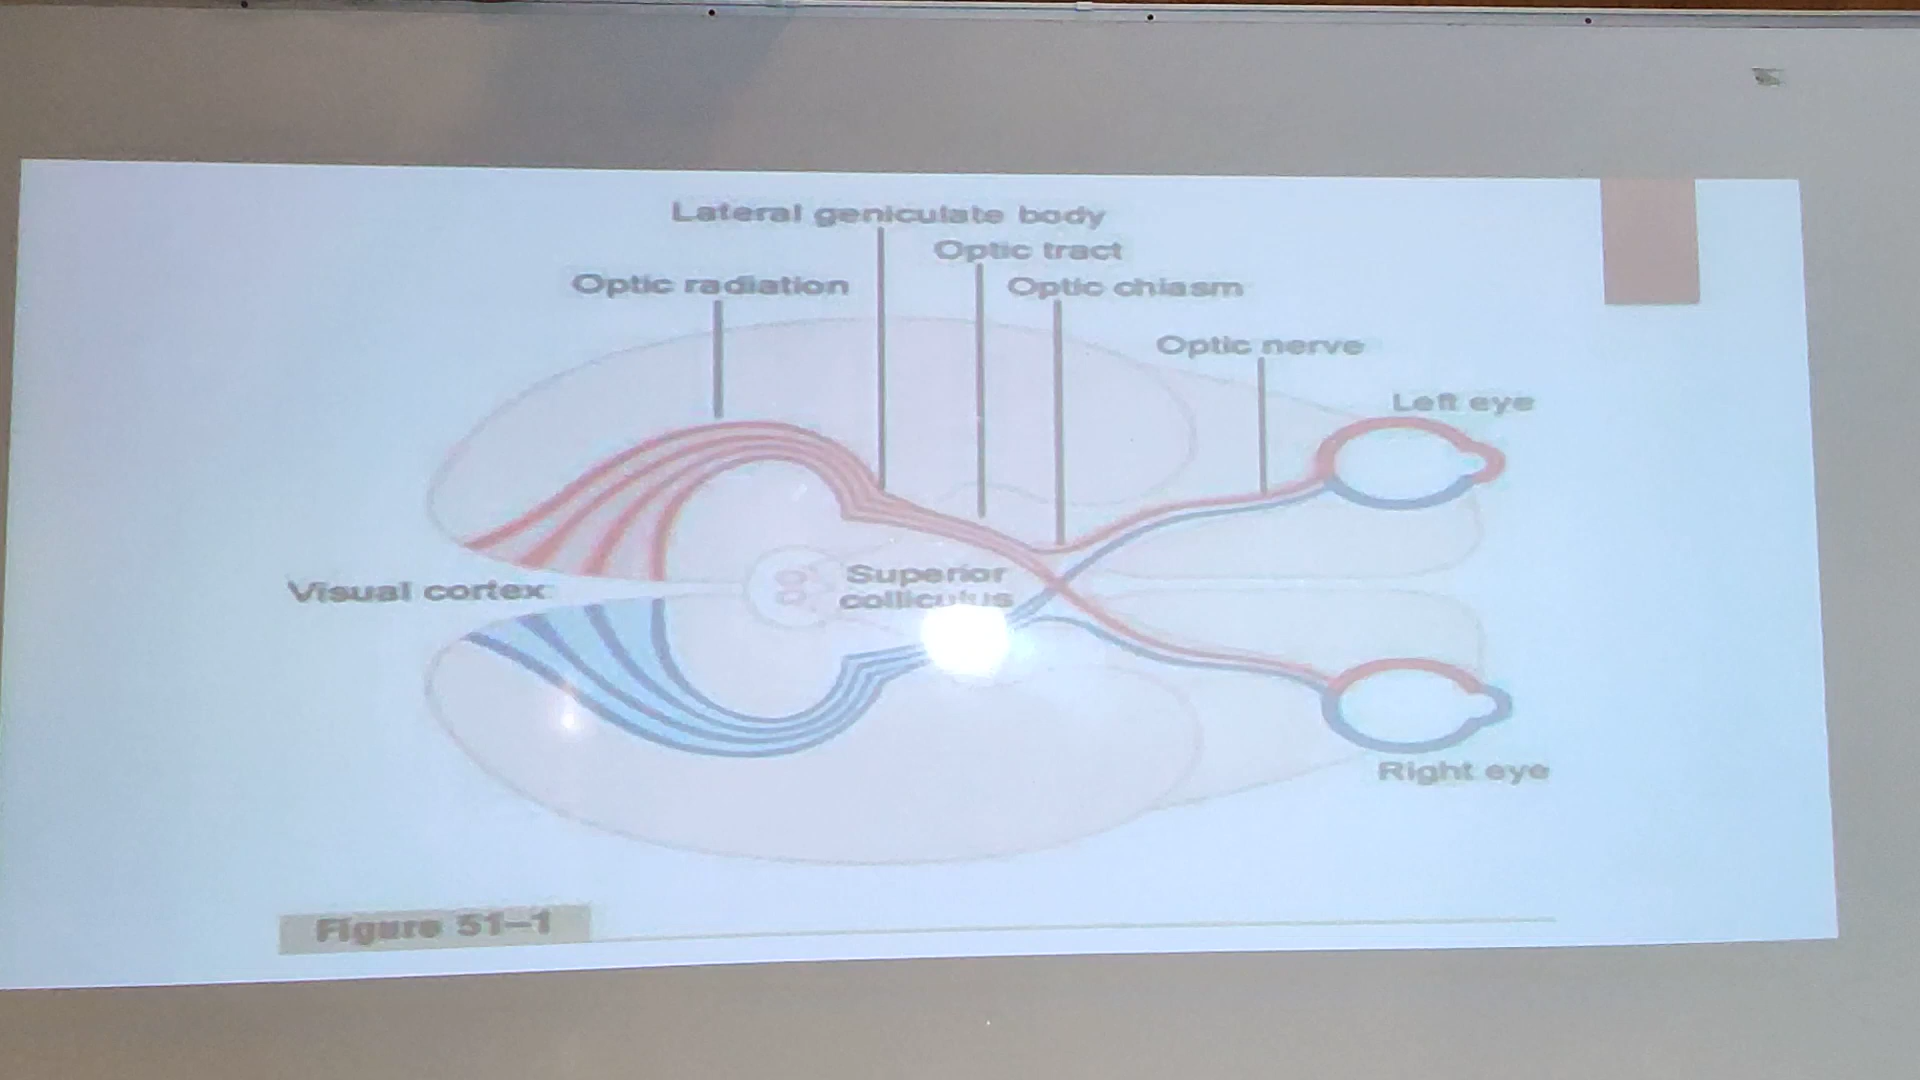 Lateral geniculate body
Optic tract
Optic radiation
Optic chiasm
Optic nerve
Left eye
Superior
colliculus
Visual cortex
Right eye
Figure 51–1